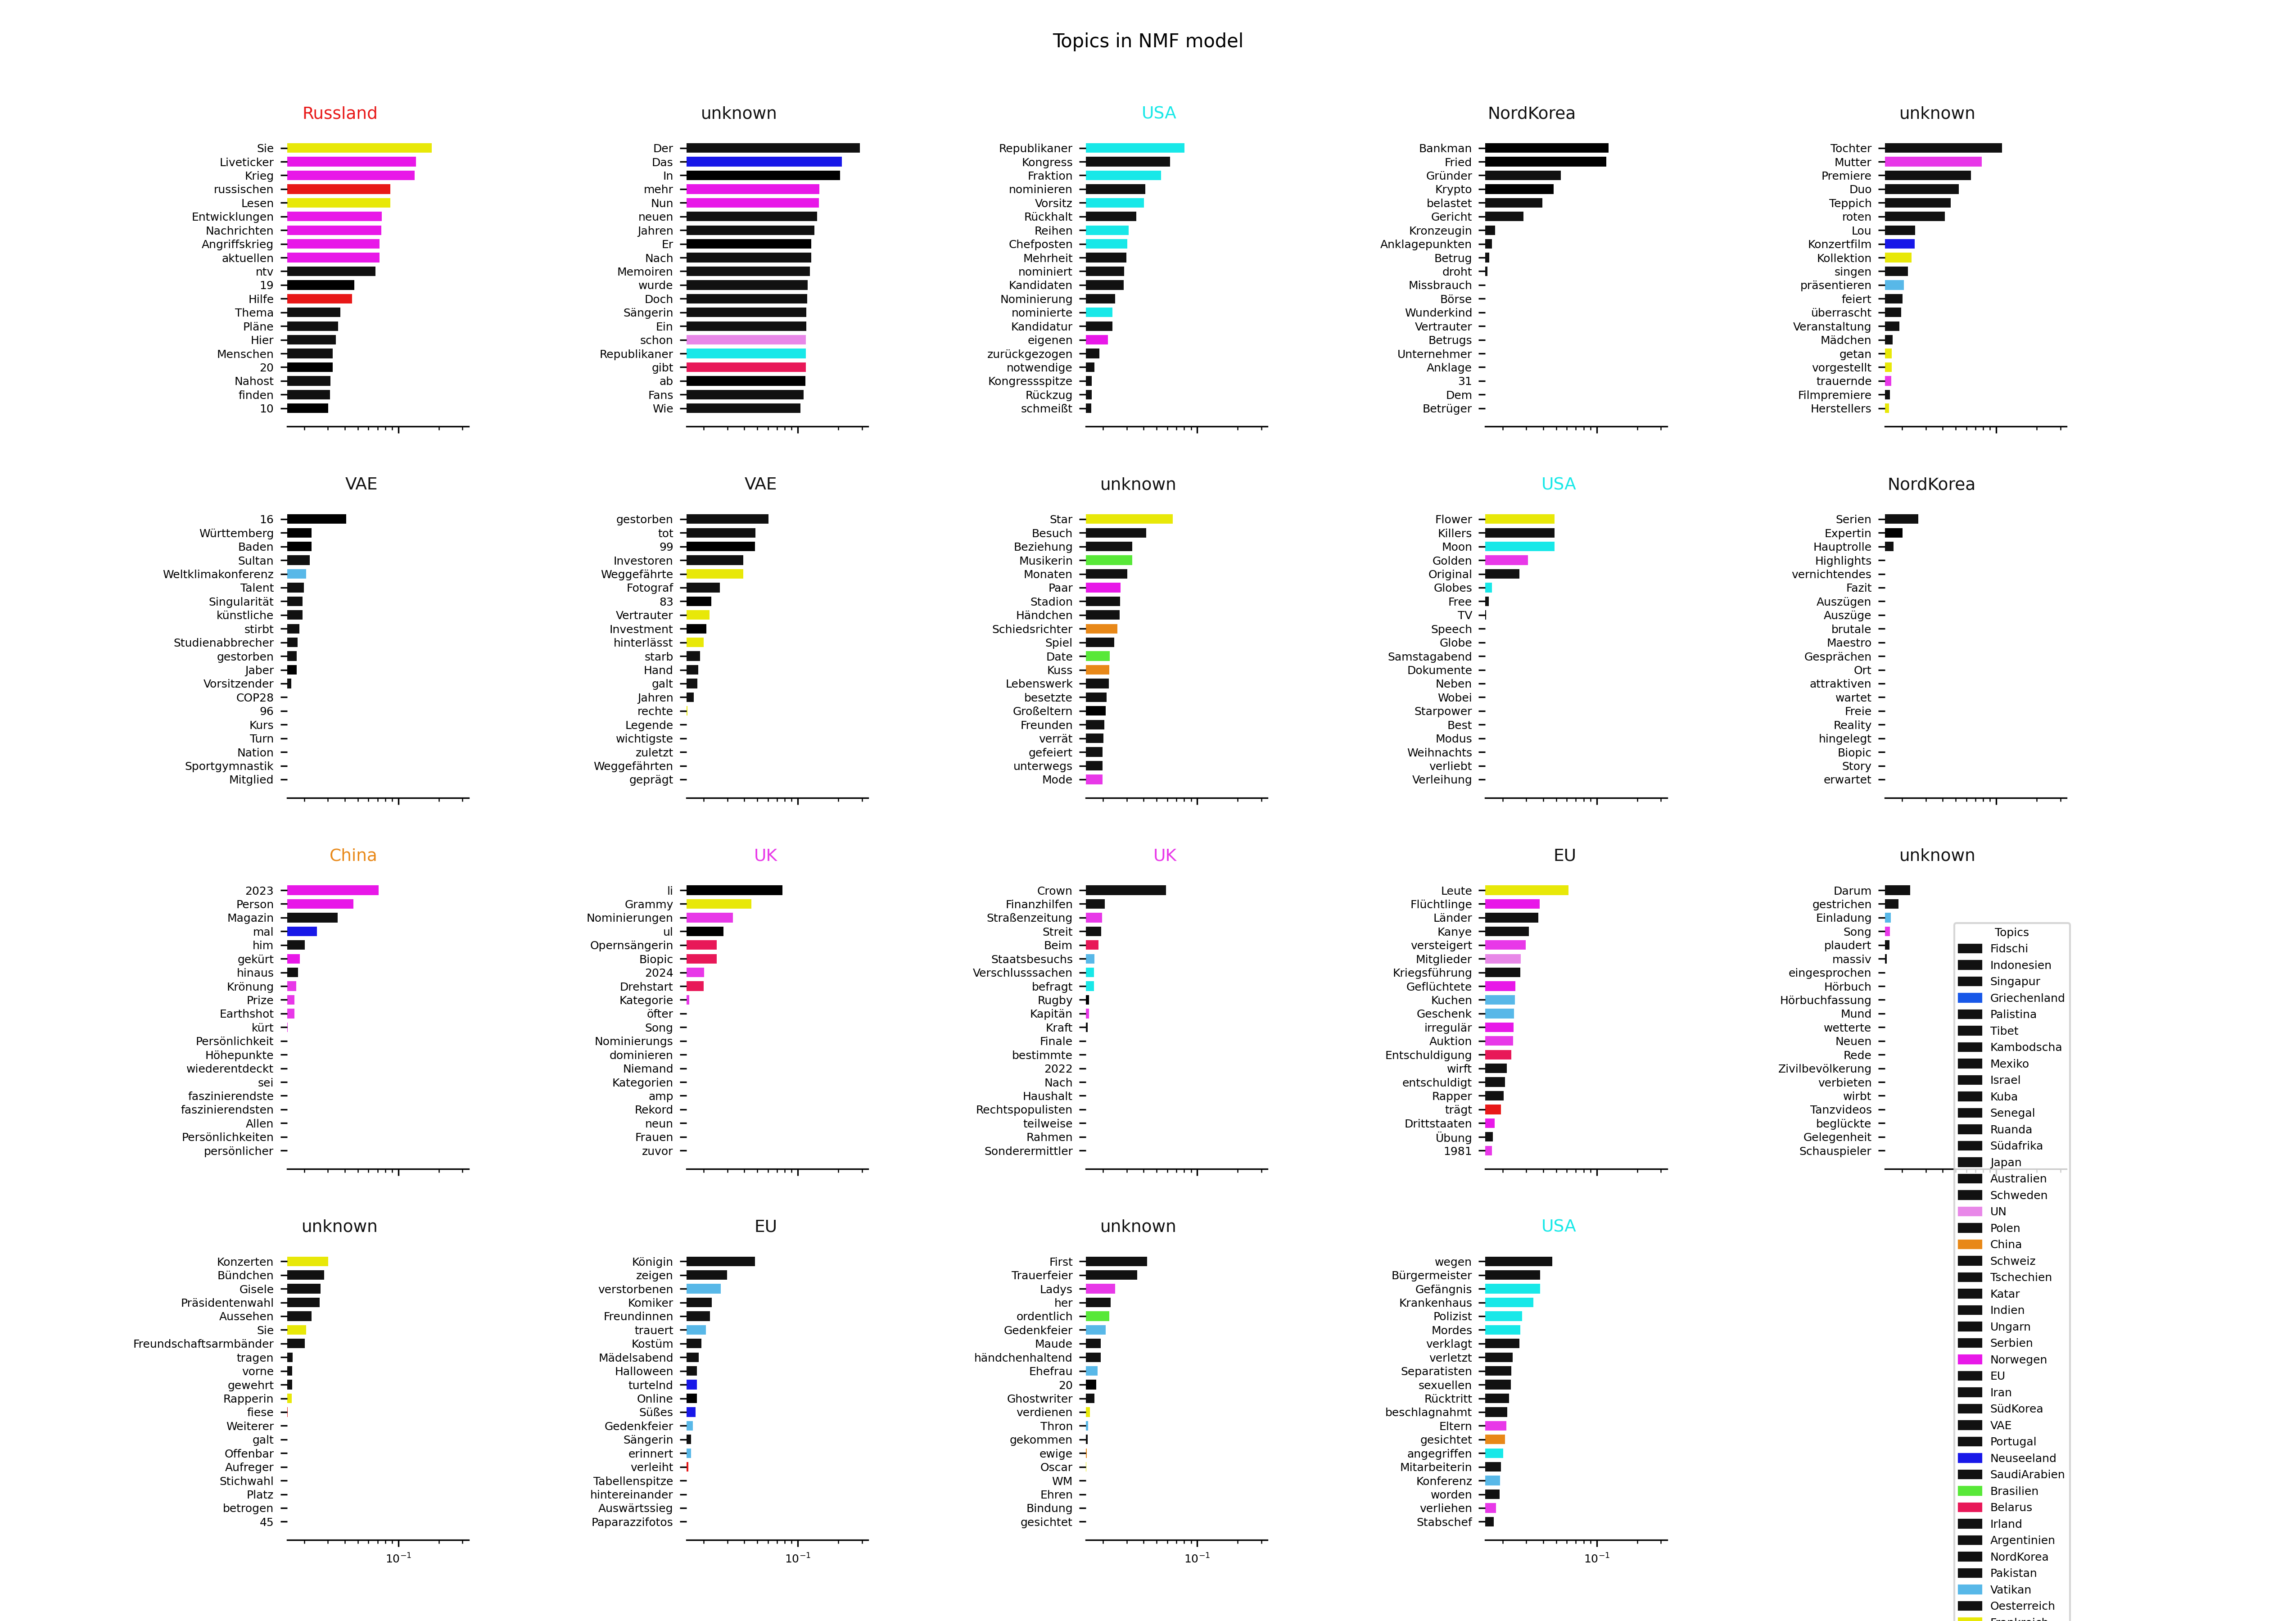 Topics in NMF model
Russland
Sie
Liveticker
Krieg
russischen
Lesen
Entwicklungen
Nachrichten
Angriffskrieg
aktuellen
ntv
19
Hilfe
Thema
Pläne
Hier
Menschen
20
Nahost
finden
10
unknown
Der
Das
In
mehr
Nun
neuen
Jahren
Er
Nach
Memoiren
wurde
Doch
Sängerin
Ein
schon
Republikaner
gibt
ab
Fans
Wie
USA
Republikaner
Kongress
Fraktion
nominieren
Vorsitz
Rückhalt
Reihen
Chefposten
Mehrheit
nominiert
Kandidaten
Nominierung
nominierte
Kandidatur
eigenen
zurückgezogen
notwendige
Kongressspitze
Rückzug
schmeißt
NordKorea
Bankman
Fried
Gründer
Krypto
belastet
Gericht
Kronzeugin
Anklagepunkten
Betrug
droht
Missbrauch
Börse
Wunderkind
Vertrauter
Betrugs
Unternehmer
Anklage
31
Dem
Betrüger
unknown
Tochter
Mutter
Premiere
Duo
Teppich
roten
Lou
Konzertfilm
Kollektion
singen
präsentieren
feiert
überrascht
Veranstaltung
Mädchen
getan
vorgestellt
trauernde
Filmpremiere
Herstellers
VAE
16
Württemberg
Baden
Sultan
Weltklimakonferenz
Talent
Singularität
künstliche
stirbt
Studienabbrecher
gestorben
Jaber
Vorsitzender
COP28
96
Kurs
Turn
Nation
Sportgymnastik
Mitglied
VAE
gestorben
tot
99
Investoren
Weggefährte
Fotograf
83
Vertrauter
Investment
hinterlässt
starb
Hand
galt
Jahren
rechte
Legende
wichtigste
zuletzt
Weggefährten
geprägt
unknown
Star
Besuch
Beziehung
Musikerin
Monaten
Paar
Stadion
Händchen
Schiedsrichter
Spiel
Date
Kuss
Lebenswerk
besetzte
Großeltern
Freunden
verrät
gefeiert
unterwegs
Mode
USA
Flower
Killers
Moon
Golden
Original
Globes
Free
TV
Speech
Globe
Samstagabend
Dokumente
Neben
Wobei
Starpower
Best
Modus
Weihnachts
verliebt
Verleihung
NordKorea
Serien
Expertin
Hauptrolle
Highlights
vernichtendes
Fazit
Auszügen
Auszüge
brutale
Maestro
Gesprächen
Ort
attraktiven
wartet
Freie
Reality
hingelegt
Biopic
Story
erwartet
China
2023
Person
Magazin
mal
him
gekürt
hinaus
Krönung
Prize
Earthshot
kürt
Persönlichkeit
Höhepunkte
wiederentdeckt
sei
faszinierendste
faszinierendsten
Allen
Persönlichkeiten
persönlicher
UK
li
Grammy
Nominierungen
ul
Opernsängerin
Biopic
2024
Drehstart
Kategorie
öfter
Song
Nominierungs
dominieren
Niemand
Kategorien
amp
Rekord
neun
Frauen
zuvor
UK
Crown
Finanzhilfen
Straßenzeitung
Streit
Beim
Staatsbesuchs
Verschlusssachen
befragt
Rugby
Kapitän
Kraft
Finale
bestimmte
2022
Nach
Haushalt
Rechtspopulisten
teilweise
Rahmen
Sonderermittler
EU
Leute
Flüchtlinge
Länder
Kanye
versteigert
Mitglieder
Kriegsführung
Geflüchtete
Kuchen
Geschenk
irregulär
Auktion
Entschuldigung
wirft
entschuldigt
Rapper
trägt
Drittstaaten
Übung
1981
unknown
Darum
gestrichen
Einladung
Song
plaudert
massiv
eingesprochen
Hörbuch
Hörbuchfassung
Mund
wetterte
Neuen
Rede
Zivilbevölkerung
verbieten
wirbt
Tanzvideos
beglückte
Gelegenheit
Schauspieler
unknown
Konzerten
Bündchen
Gisele
Präsidentenwahl
Aussehen
Sie
Freundschaftsarmbänder
tragen
vorne
gewehrt
Rapperin
fiese
Weiterer
galt
Offenbar
Aufreger
Stichwahl
Platz
betrogen
45
10⁻¹
EU
Königin
zeigen
verstorbenen
Komiker
Freundinnen
trauert
Kostüm
Mädelsabend
Halloween
turtelnd
Online
Süßes
Gedenkfeier
Sängerin
erinnert
verleiht
Tabellenspitze
hintereinander
Auswärtssieg
Paparazzifotos
10⁻¹
unknown
First
Trauerfeier
Ladys
her
ordentlich
Gedenkfeier
Maude
händchenhaltend
Ehefrau
20
Ghostwriter
verdienen
Thron
gekommen
ewige
Oscar
WM
Ehren
Bindung
gesichtet
10⁻¹
USA
wegen
Bürgermeister
Gefängnis
Krankenhaus
Polizist
Mordes
verklagt
verletzt
Separatisten
sexuellen
Rücktritt
beschlagnahmt
Eltern
gesichtet
angegriffen
Mitarbeiterin
Konferenz
worden
verliehen
Stabschef
10⁻¹
Topics
Fidschi
Indonesien
Singapur
Griechenland
Palistina
Tibet
Kambodscha
Mexiko
Israel
Kuba
Senegal
Ruanda
Südafrika
Japan
Australien
Schweden
UN
Polen
China
Schweiz
Tschechien
Katar
Indien
Ungarn
Serbien
Norwegen
EU
Iran
SüdKorea
VAE
Portugal
Neuseeland
SaudiArabien
Brasilien
Belarus
Irland
Argentinien
NordKorea
Pakistan
Vatikan
Oesterreich